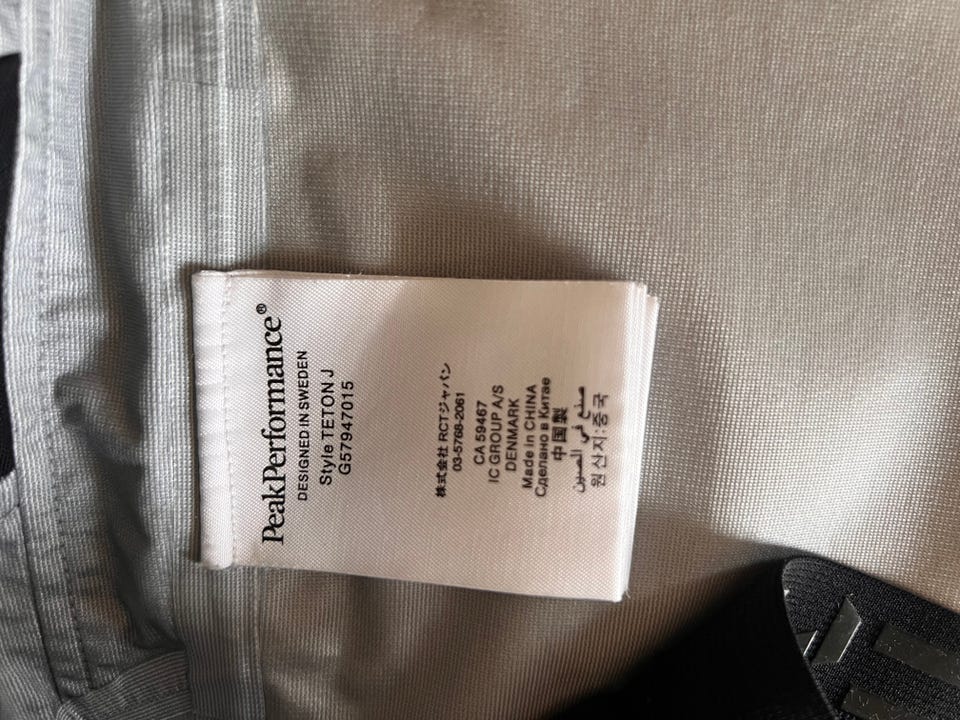 PeakPerformance®
DESIGNED IN SWEDEN
Style TETON J
G57947015
株式会社 RCTジャパン
03-5768-2061
CA 59467
IC GROUP A/S
DENMARK
Made in CHINA
Сделано в Китае
中国製
صنع في الصين
원산지:중국